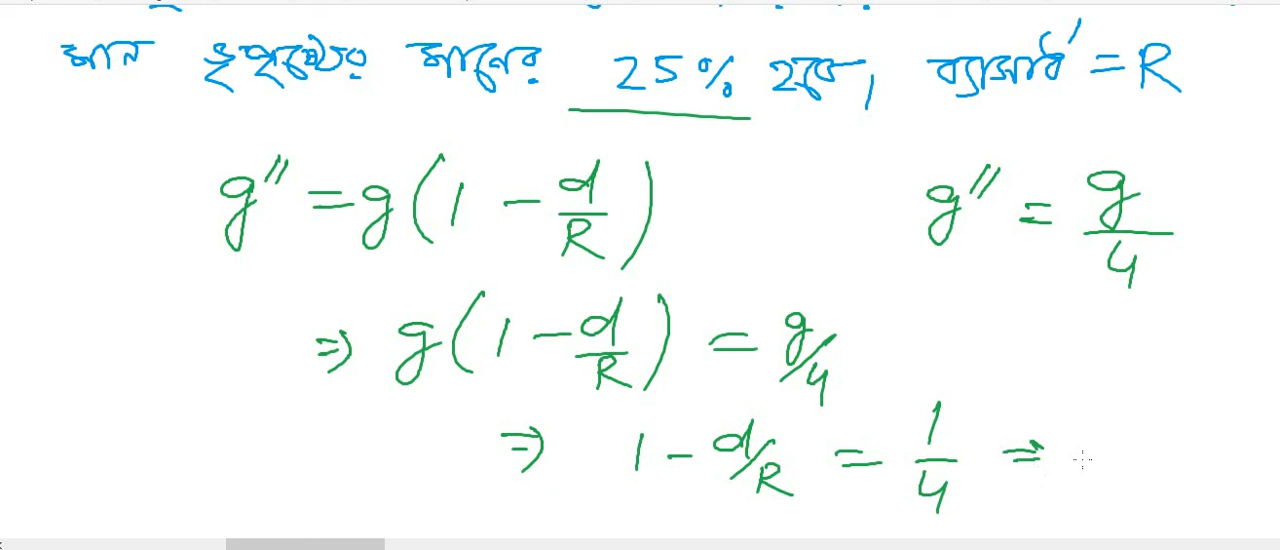 মান ভূপৃষ্ঠের মানের 25% হবে, ব্যাসার্ধ = R
g'' = g(1 - d/R) g'' = g/4
⇒ g(1 - d/R) = g/4
⇒ 1 - d/R = 1/4 ⇒